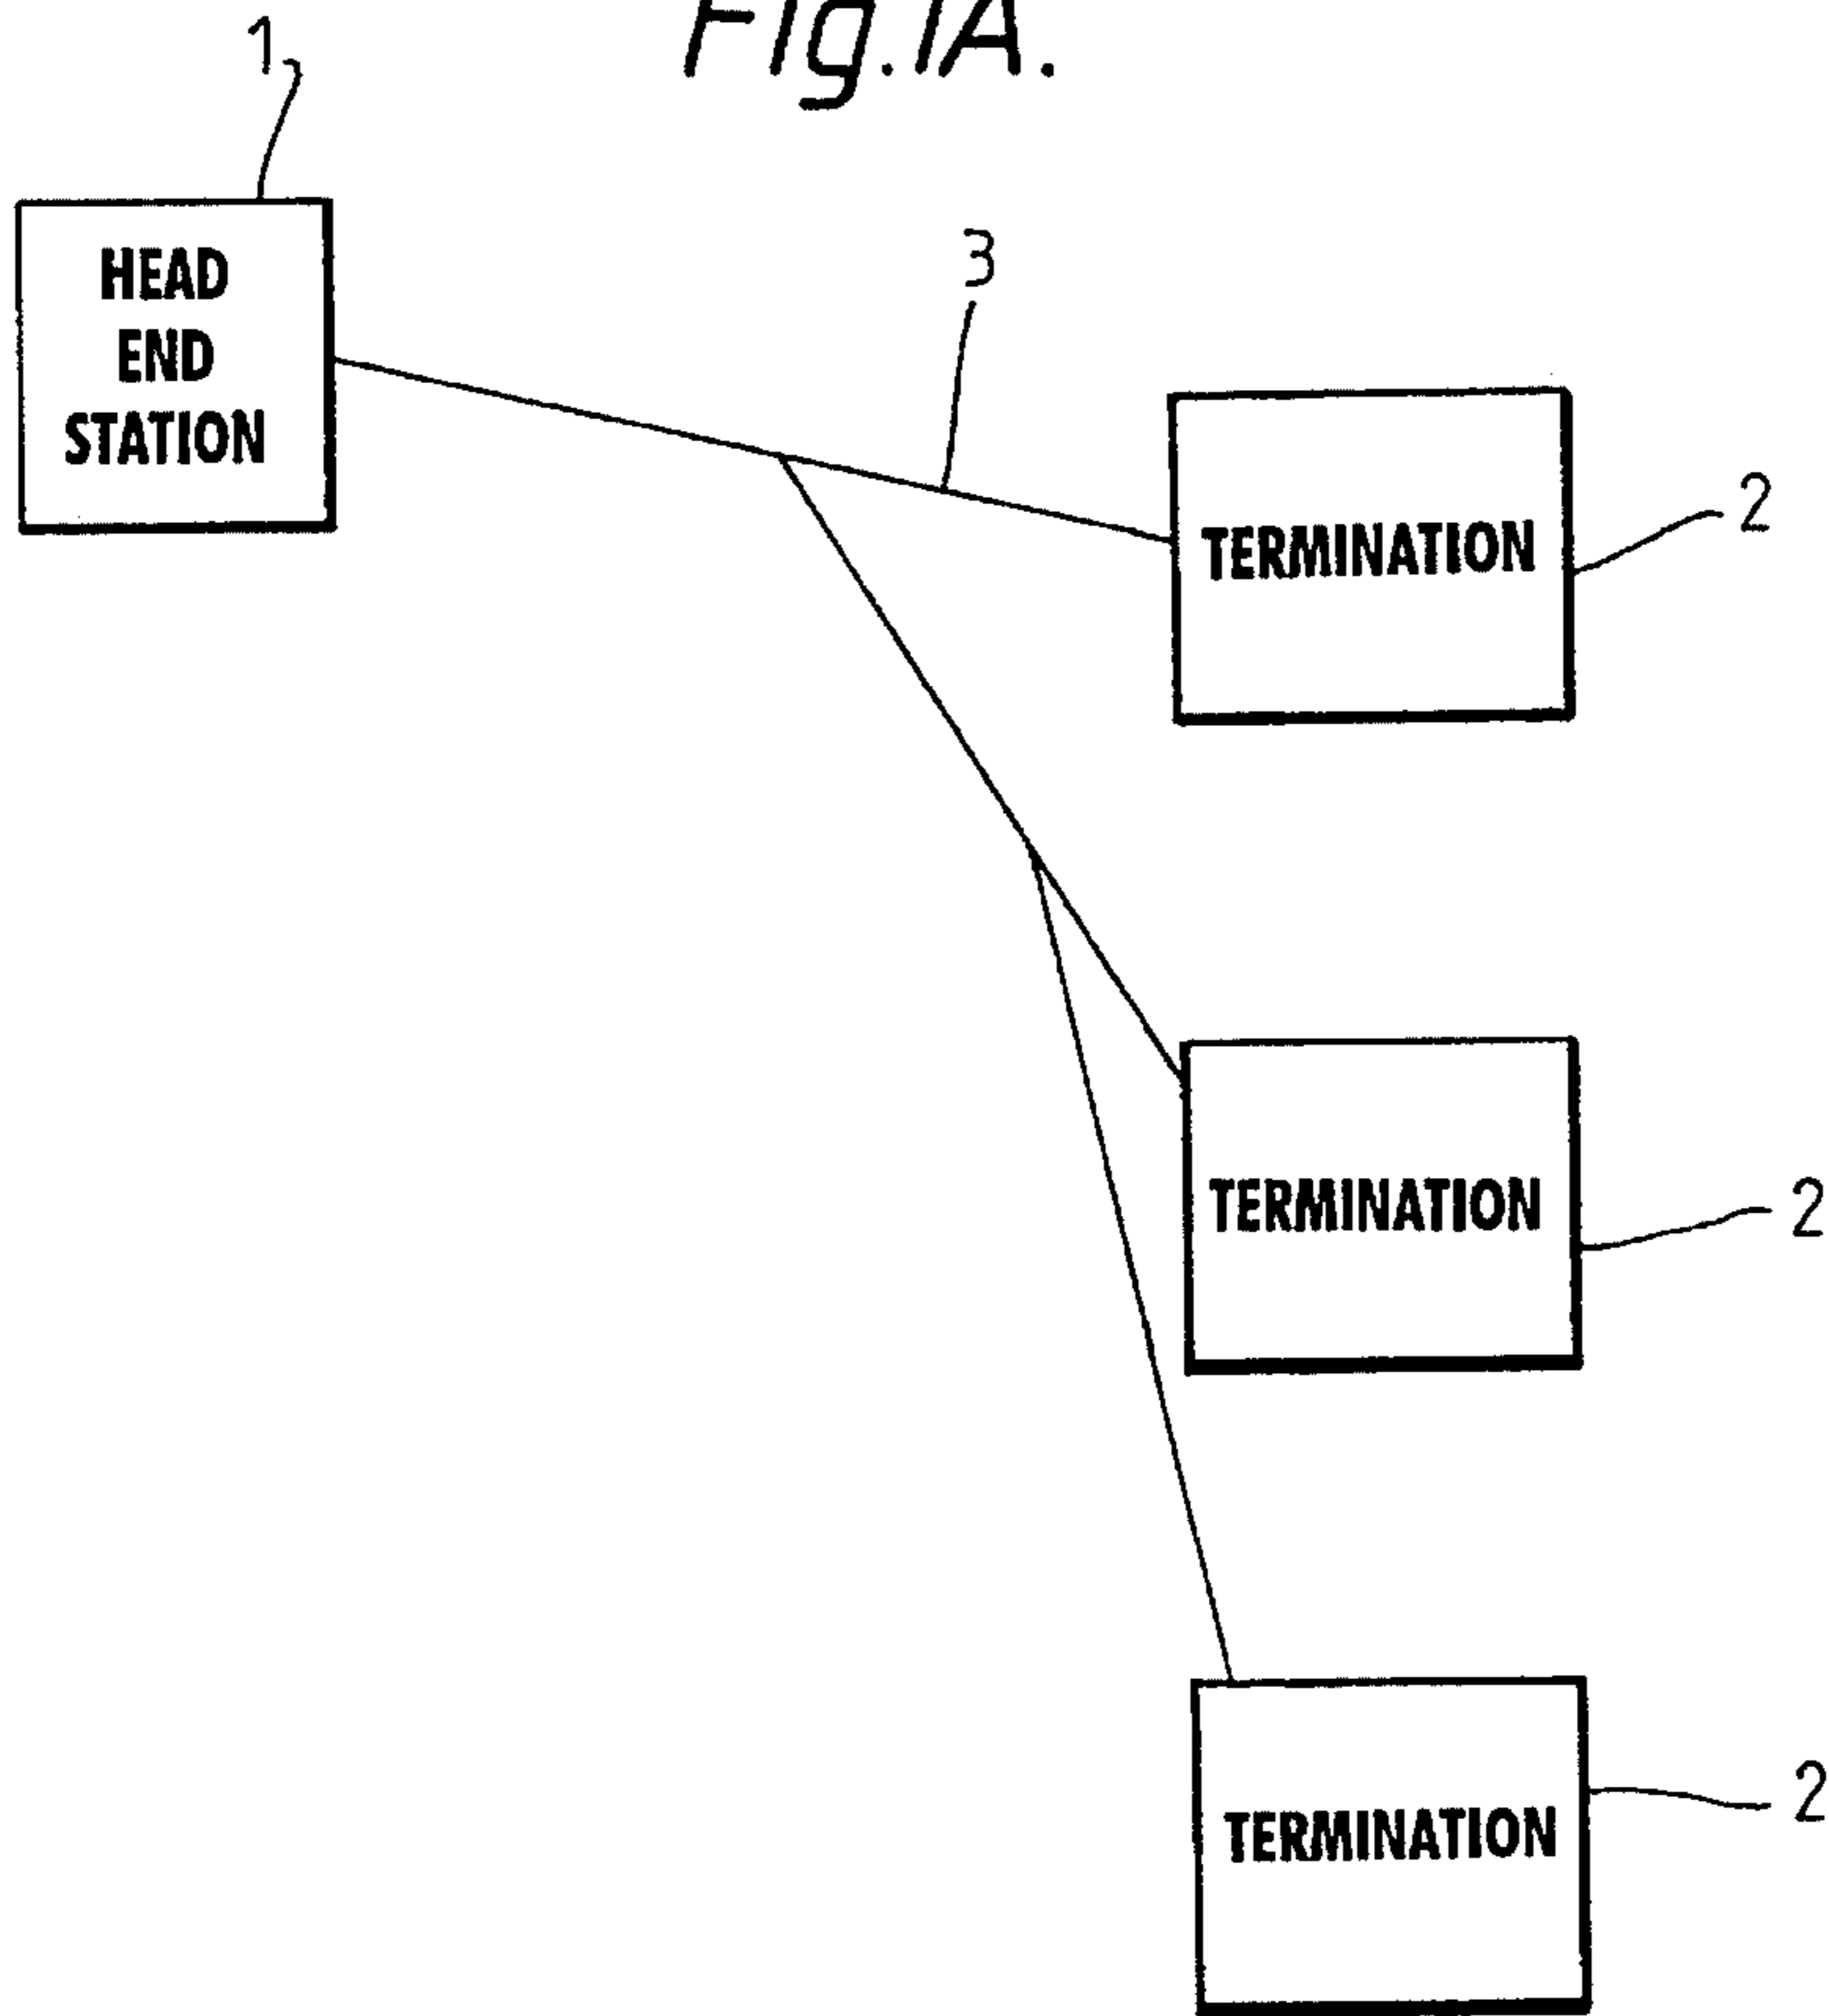 Fig.1A.
1
HEAD
END
STATION
3
TERMINATION
2
TERMINATION
2
TERMINATION
2